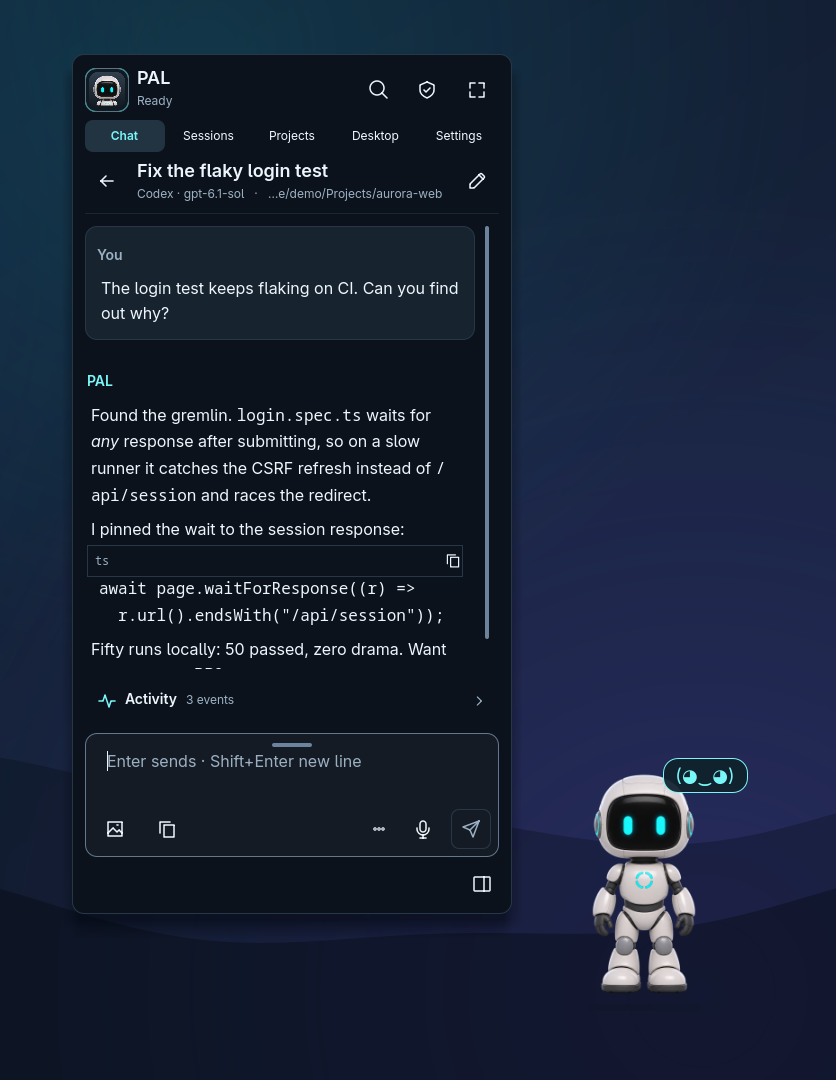 PAL
Ready
Chat Sessions Projects Desktop Settings
Fix the flaky login test
Codex · gpt-6.1-sol · …e/demo/Projects/aurora-web
You
The login test keeps flaking on CI. Can you find
out why?
PAL
Found the gremlin. login.spec.ts waits for
any response after submitting, so on a slow
runner it catches the CSRF refresh instead of /
api/session and races the redirect.
I pinned the wait to the session response:
ts
await page.waitForResponse((r) =>
r.url().endsWith("/api/session"));
Fifty runs locally: 50 passed, zero drama. Want
Activity 3 events
Enter sends · Shift+Enter new line
(◕‿◕)